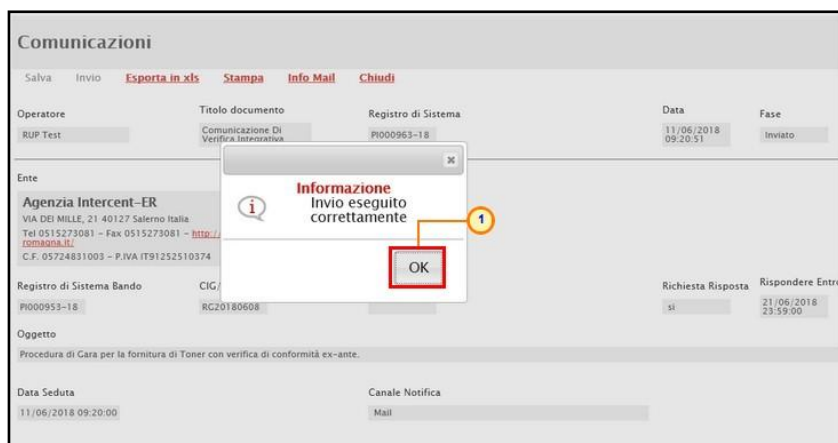 Comunicazioni
Salva Invio Esporta in xls Stampa Info Mail Chiudi
Operatore Titolo documento Registro di Sistema Data Fase
RUP Test Comunicazione Di PI000963-18 11/06/2018 Inviato
Verifica Integrativa 09:20:51
Ente
Informazione
Invio eseguito
correttamente
1
OK
Agenzia Intercent-ER
VIA DEI MILLE, 21 40127 Salerno Italia
Tel 0515273081 - Fax 0515273081 - http:/
romagna.it/
C.F. 05724831003 - P.IVA IT91252510374
Registro di Sistema Bando CIG/ Richiesta Risposta Rispondere Entro
PI000953-18 RG20180608 si 21/06/2018
23:59:00
Oggetto
Procedura di Gara per la fornitura di Toner con verifica di conformità ex-ante.
Data Seduta Canale Notifica
11/06/2018 09:20:00 Mail